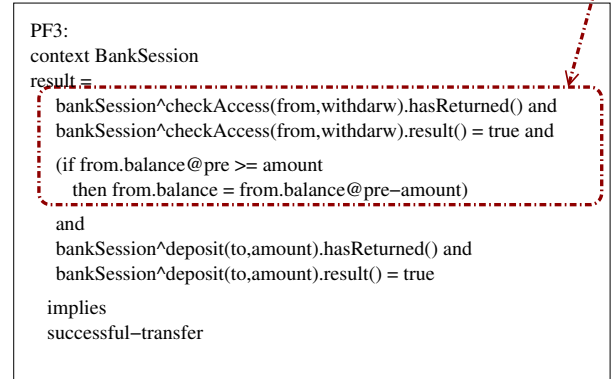 PF3:
context BankSession
result =
bankSession^checkAccess(from,withdarw).hasReturned() and
bankSession^checkAccess(from,withdarw).result() = true and
(if from.balance@pre >= amount
then from.balance = from.balance@pre−amount)
and
bankSession^deposit(to,amount).hasReturned() and
bankSession^deposit(to,amount).result() = true
implies
successful−transfer